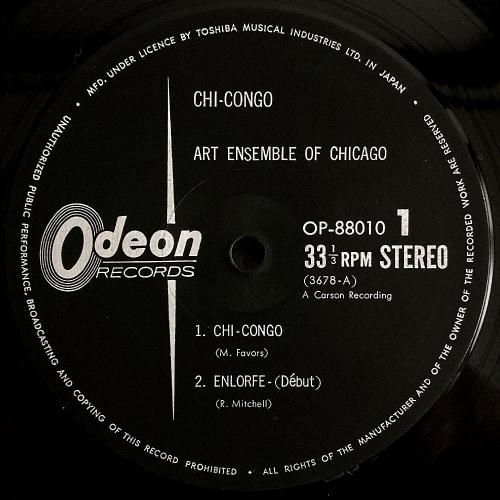 • MFD. UNDER LICENCE BY TOSHIBA MUSICAL INDUSTRIES LTD. IN JAPAN •
CHI-CONGO
ART ENSEMBLE OF CHICAGO
Odeon
RECORDS
OP-88010 1
33 1/3 RPM STEREO
(3678-A)
A Carson Recording
1. CHI-CONGO
(M. Favors)
2. ENLORFE-(Début)
(R. Mitchell)
UNAUTHORIZED PUBLIC PERFORMANCE, BROADCASTING AND COPYING OF THIS RECORD PROHIBITED • ALL RIGHTS OF THE MANUFACTURER AND OF THE OWNER OF THE RECORDED WORK ARE RESERVED